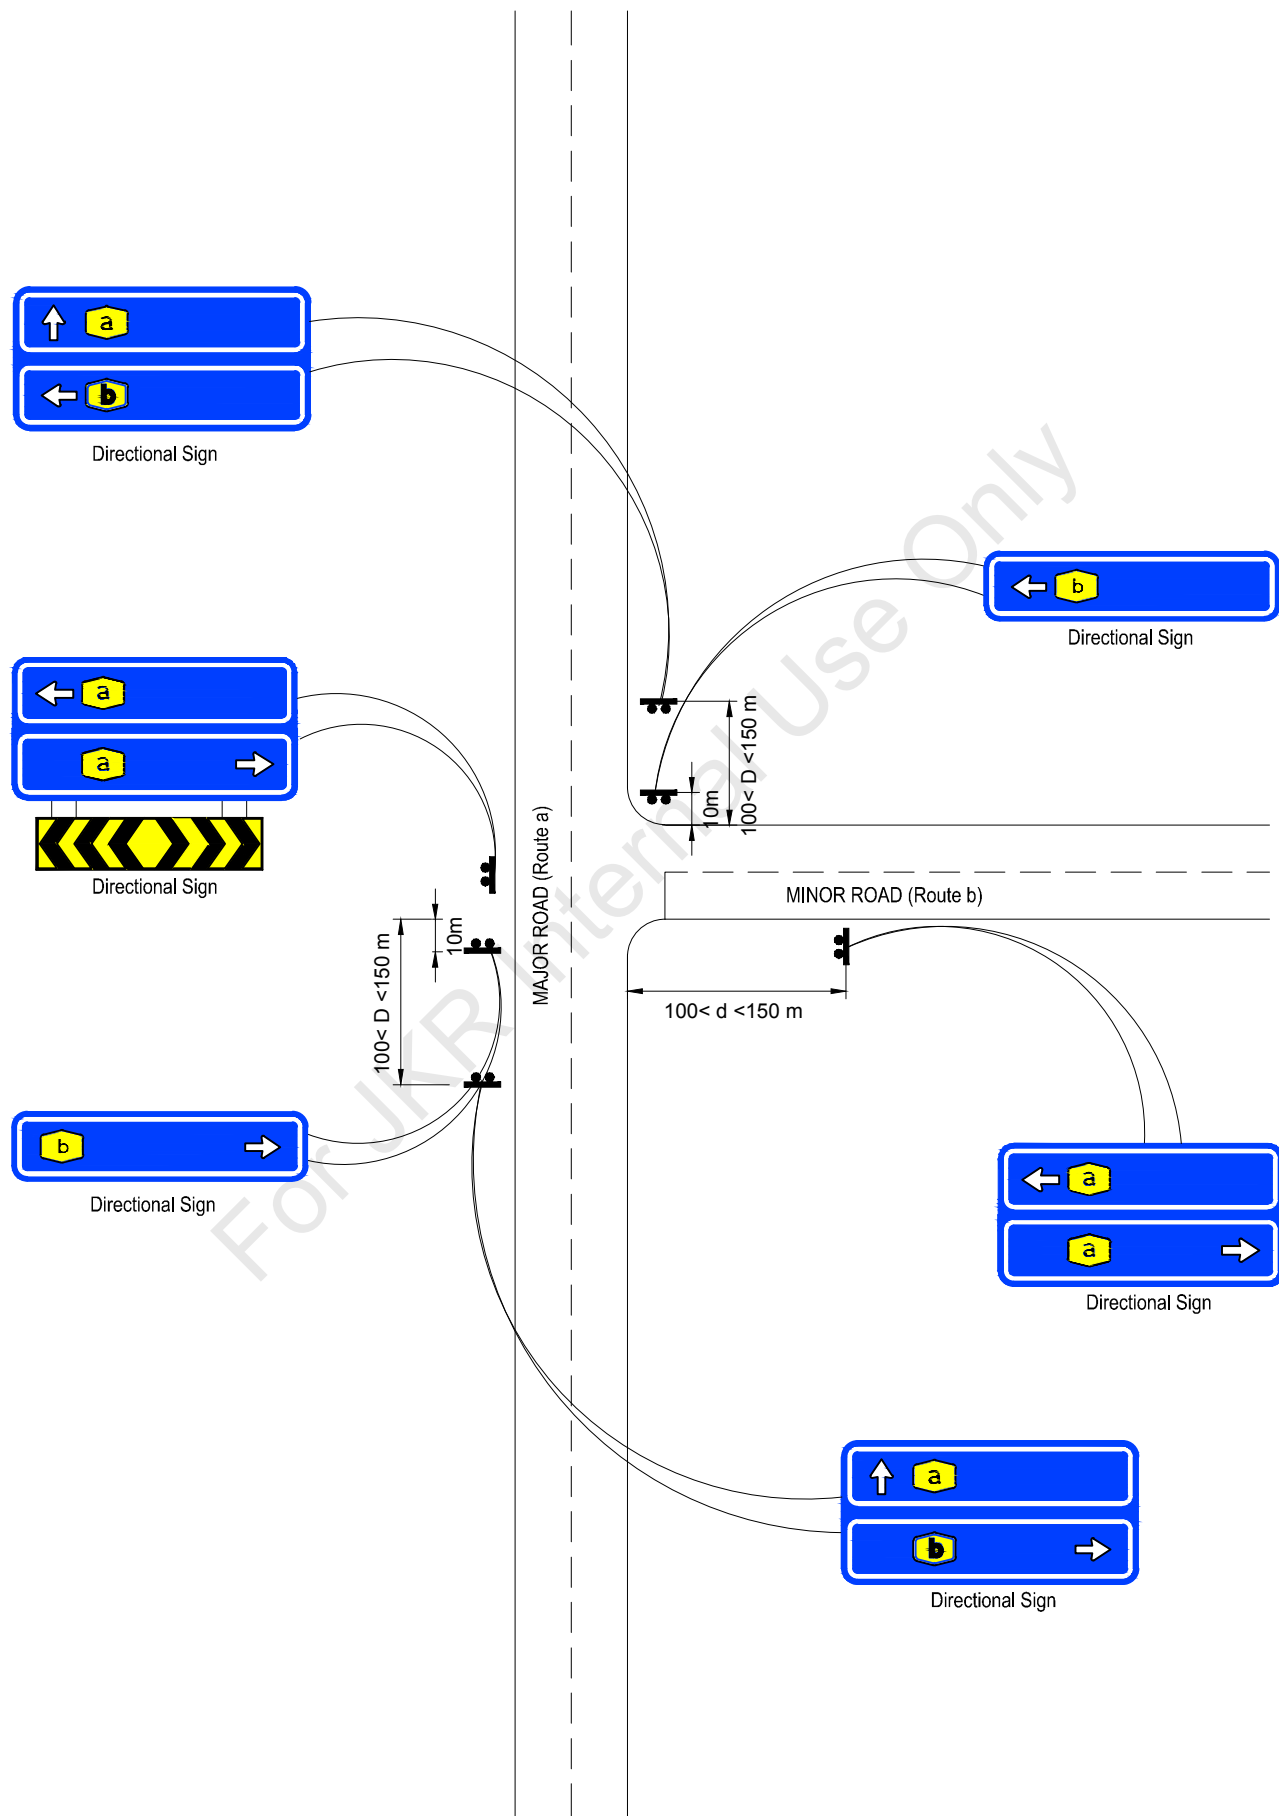 a
b
Directional Sign
b
Directional Sign
a
a
Directional Sign
100< D <150 m
10m
MAJOR ROAD (Route a)
MINOR ROAD (Route b)
10m
100< D <150 m
100< d <150 m
b
Directional Sign
a
a
Directional Sign
a
b
Directional Sign
For JKR Internal Use Only